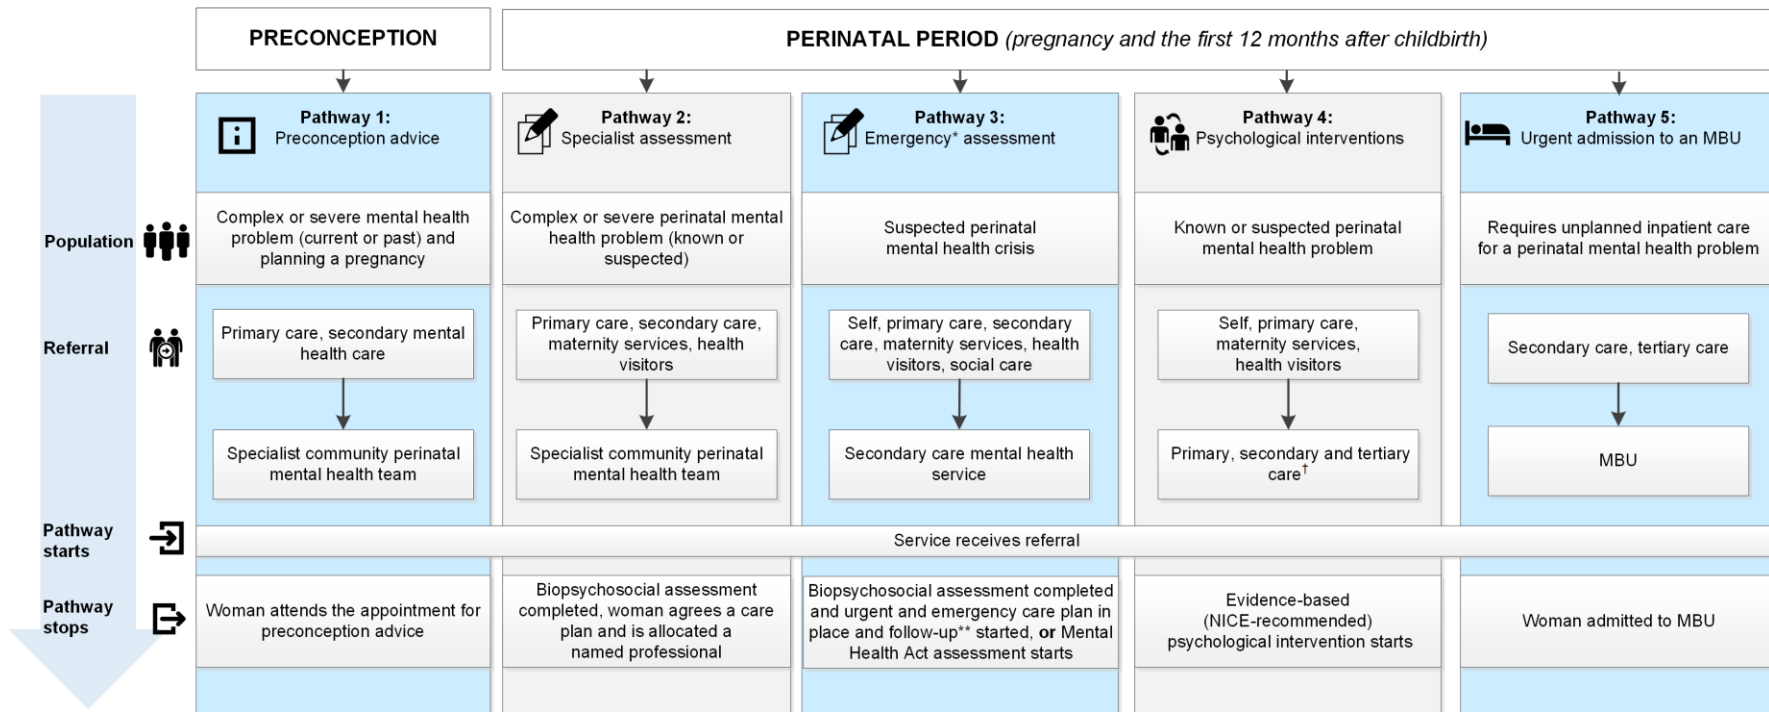 PRECONCEPTION
PERINATAL PERIOD (pregnancy and the first 12 months after childbirth)
Pathway 1:
Preconception advice
Pathway 2:
Specialist assessment
Pathway 3:
Emergency* assessment
Pathway 4:
Psychological interventions
Pathway 5:
Urgent admission to an MBU
Population
Complex or severe mental health
problem (current or past) and
planning a pregnancy
Complex or severe perinatal mental
health problem (known or
suspected)
Suspected perinatal
mental health crisis
Known or suspected perinatal
mental health problem
Requires unplanned inpatient care
for a perinatal mental health problem
Referral
Primary care, secondary mental
health care
Primary care, secondary care,
maternity services, health
visitors
Self, primary care, secondary
care, maternity services, health
visitors, social care
Self, primary care,
maternity services,
health visitors
Secondary care, tertiary care
Specialist community perinatal
mental health team
Specialist community perinatal
mental health team
Secondary care mental health
service
Primary, secondary and tertiary
care†
MBU
Pathway
starts
Service receives referral
Pathway
stops
Woman attends the appointment for
preconception advice
Biopsychosocial assessment
completed, woman agrees a care
plan and is allocated a
named professional
Biopsychosocial assessment completed
and urgent and emergency care plan in
place and follow-up** started, or Mental
Health Act assessment starts
Evidence-based
(NICE-recommended)
psychological intervention starts
Woman admitted to MBU